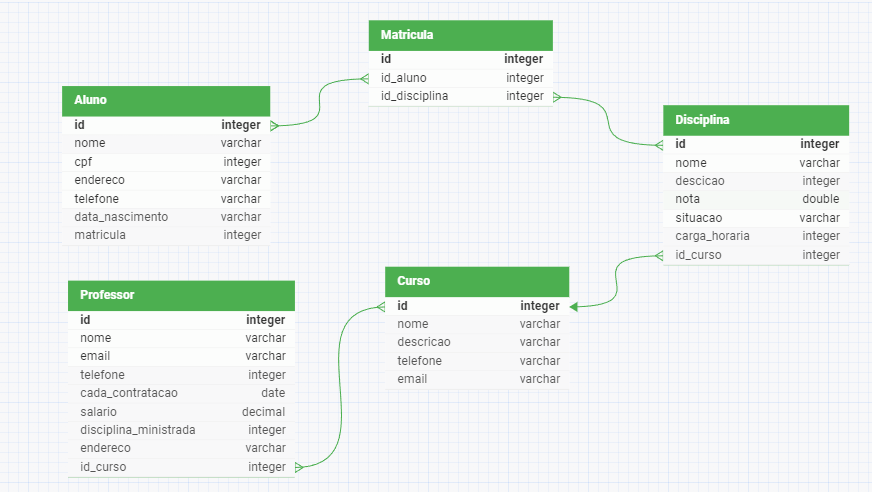 Matricula
id integer
id_aluno integer
id_disciplina integer
Aluno
id integer
nome varchar
cpf integer
endereco varchar
telefone varchar
data_nascimento varchar
matricula integer
Disciplina
id integer
nome varchar
descicao integer
nota double
situacao varchar
carga_horaria integer
id_curso integer
Professor
id integer
nome varchar
email varchar
telefone integer
cada_contratacao date
salario decimal
disciplina_ministrada integer
endereco varchar
id_curso integer
Curso
id integer
nome varchar
descricao varchar
telefone varchar
email varchar